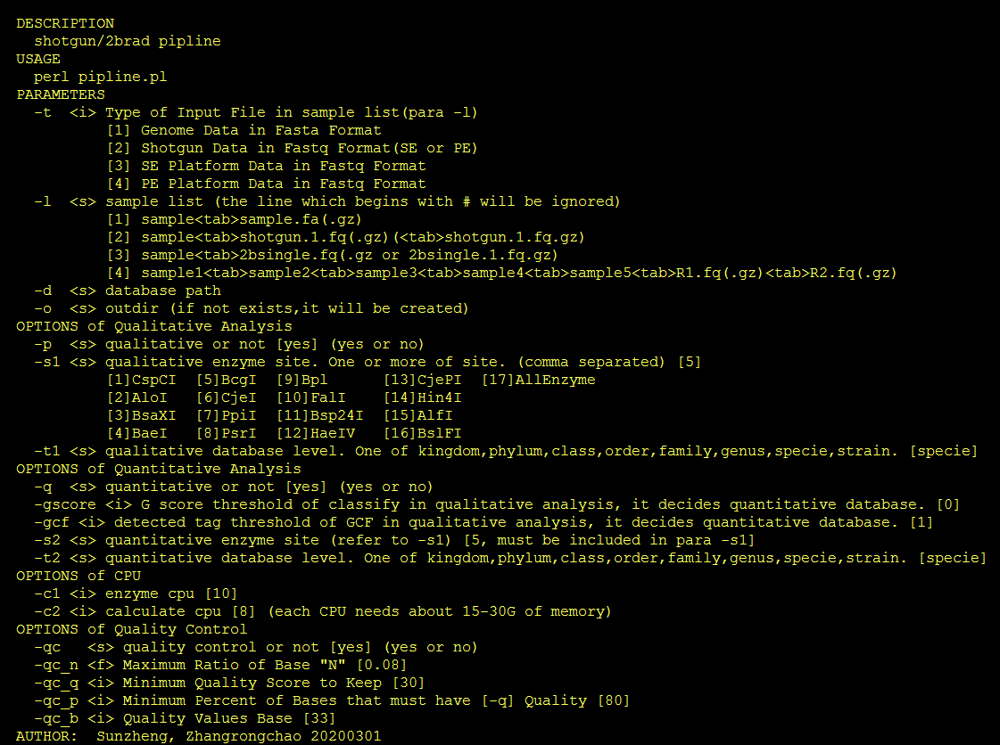 DESCRIPTION
shotgun/2brad pipline
USAGE
perl pipline.pl
PARAMETERS
-t <i> Type of Input File in sample list(para -l)
[1] Genome Data in Fasta Format
[2] Shotgun Data in Fastq Format(SE or PE)
[3] SE Platform Data in Fastq Format
[4] PE Platform Data in Fastq Format
-l <s> sample list (the line which begins with # will be ignored)
[1] sample<tab>sample.fa(.gz)
[2] sample<tab>shotgun.1.fq(.gz)(<tab>shotgun.1.fq.gz)
[3] sample<tab>2bsingle.fq(.gz or 2bsingle.1.fq.gz)
[4] sample1<tab>sample2<tab>sample3<tab>sample4<tab>sample5<tab>R1.fq(.gz)<tab>R2.fq(.gz)
-d <s> database path
-o <s> outdir (if not exists,it will be created)
OPTIONS of Qualitative Analysis
-p <s> qualitative or not [yes] (yes or no)
-s1 <s> qualitative enzyme site. One or more of site. (comma separated) [5]
[1]CspCI [5]BcgI [9]Bpl [13]CjePI [17]AllEnzyme
[2]AloI [6]CjeI [10]FalI [14]Hin4I
[3]BsaXI [7]PpiI [11]Bsp24I [15]AlfI
[4]BaeI [8]PsrI [12]HaeIV [16]BslFI
-t1 <s> qualitative database level. One of kingdom,phylum,class,order,family,genus,specie,strain. [specie]
OPTIONS of Quantitative Analysis
-q <s> quantitative or not [yes] (yes or no)
-gscore <i> G score threshold of classify in qualitative analysis, it decides quantitative database. [0]
-gcf <i> detected tag threshold of GCF in qualitative analysis, it decides quantitative database. [1]
-s2 <s> quantitative enzyme site (refer to -s1) [5, must be included in para -s1]
-t2 <s> quantitative database level. One of kingdom,phylum,class,order,family,genus,specie,strain. [specie]
OPTIONS of CPU
-c1 <i> enzyme cpu [10]
-c2 <i> calculate cpu [8] (each CPU needs about 15-30G of memory)
OPTIONS of Quality Control
-qc <s> quality control or not [yes] (yes or no)
-qc_n <f> Maximum Ratio of Base "N" [0.08]
-qc_q <i> Minimum Quality Score to Keep [30]
-qc_p <i> Minimum Percent of Bases that must have [-q] Quality [80]
-qc_b <i> Quality Values Base [33]
AUTHOR: Sunzheng, Zhangrongchao 20200301